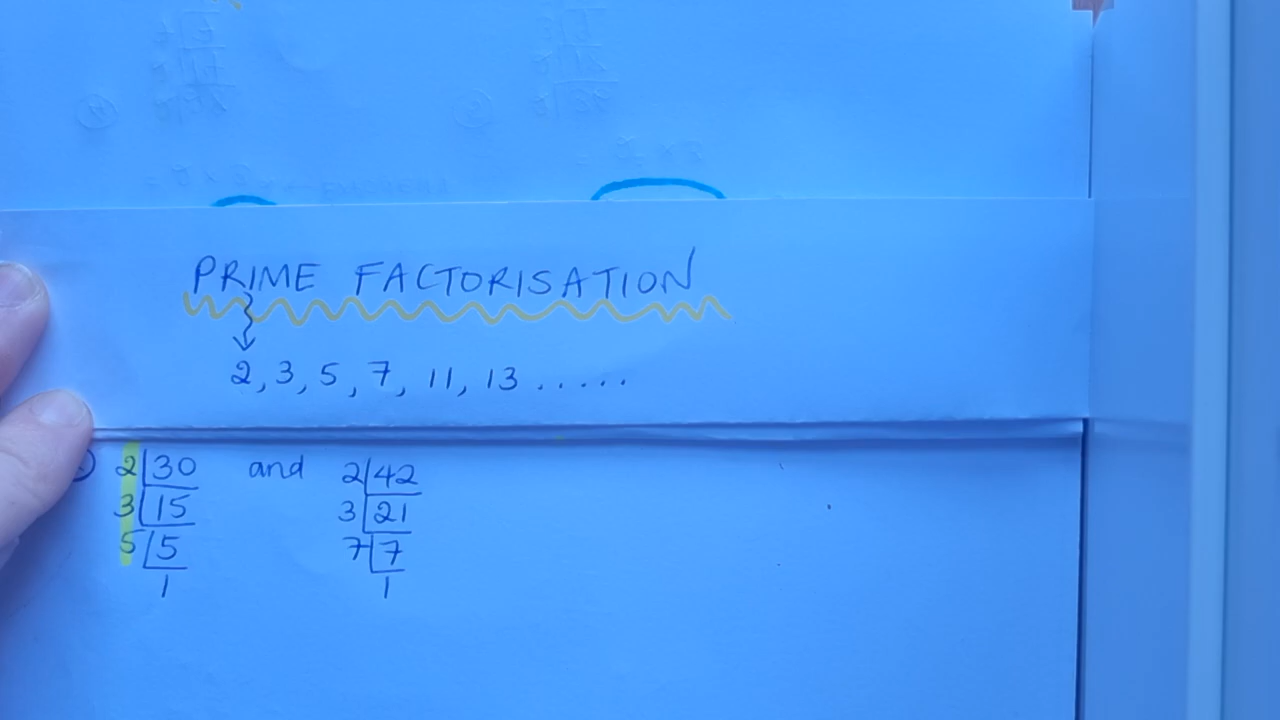 PRIME FACTORISATION
2, 3, 5, 7, 11, 13 . . . . . .
2 30 and 2 42
3 15 3 21
5 5 7 7
1 1